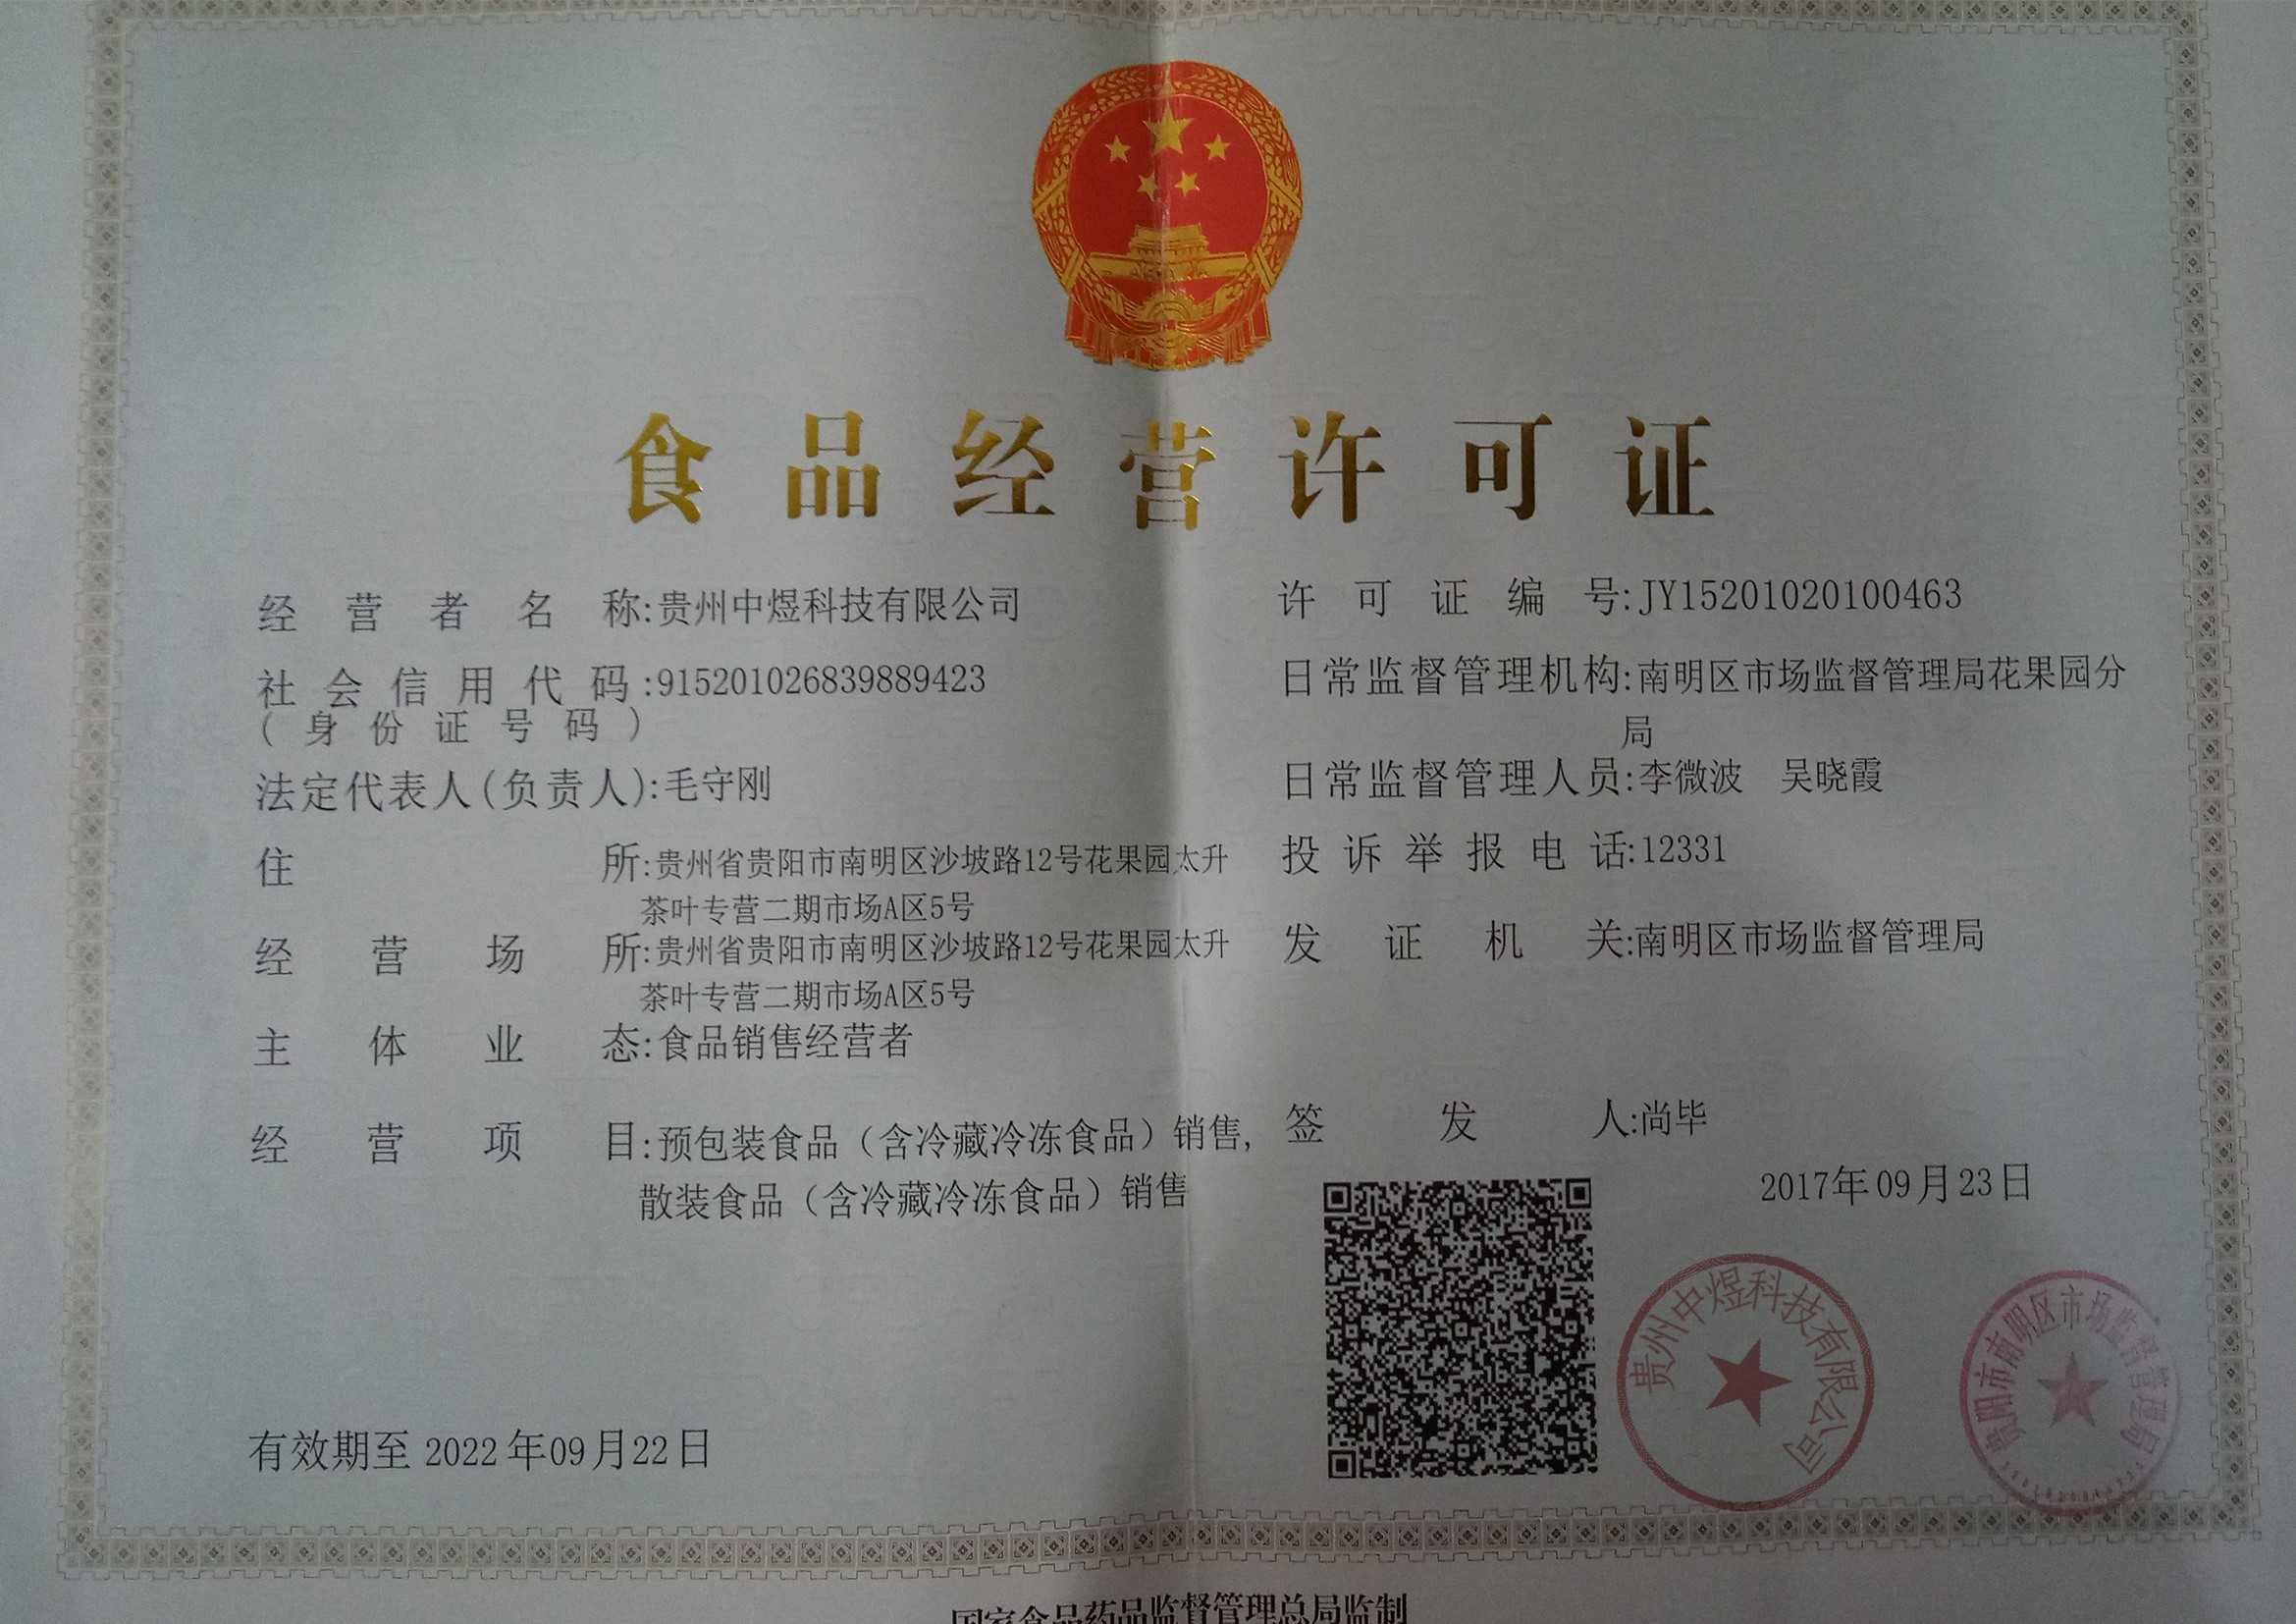 食品经营许可证
经营者名称:贵州中煜科技有限公司
社会信用代码:915201026839889423
(身份证号码)
法定代表人(负责人):毛守刚
住所:贵州省贵阳市南明区沙坡路12号花果园太升
茶叶专营二期市场A区5号
经营场所:贵州省贵阳市南明区沙坡路12号花果园太升
茶叶专营二期市场A区5号
主体业态:食品销售经营者
经营项目:预包装食品（含冷藏冷冻食品）销售,
散装食品（含冷藏冷冻食品）销售
有效期至 2022年09月22日
许可证编号:JY15201020100463
日常监督管理机构:南明区市场监督管理局花果园分
局
日常监督管理人员:李微波 吴晓霞
投诉举报电话:12331
发证机关:南明区市场监督管理局
签发人:尚毕
2017年09月23日
贵州中煜科技有限公司
贵阳市南明区市场监督管理局
国家食品药品监督管理总局监制